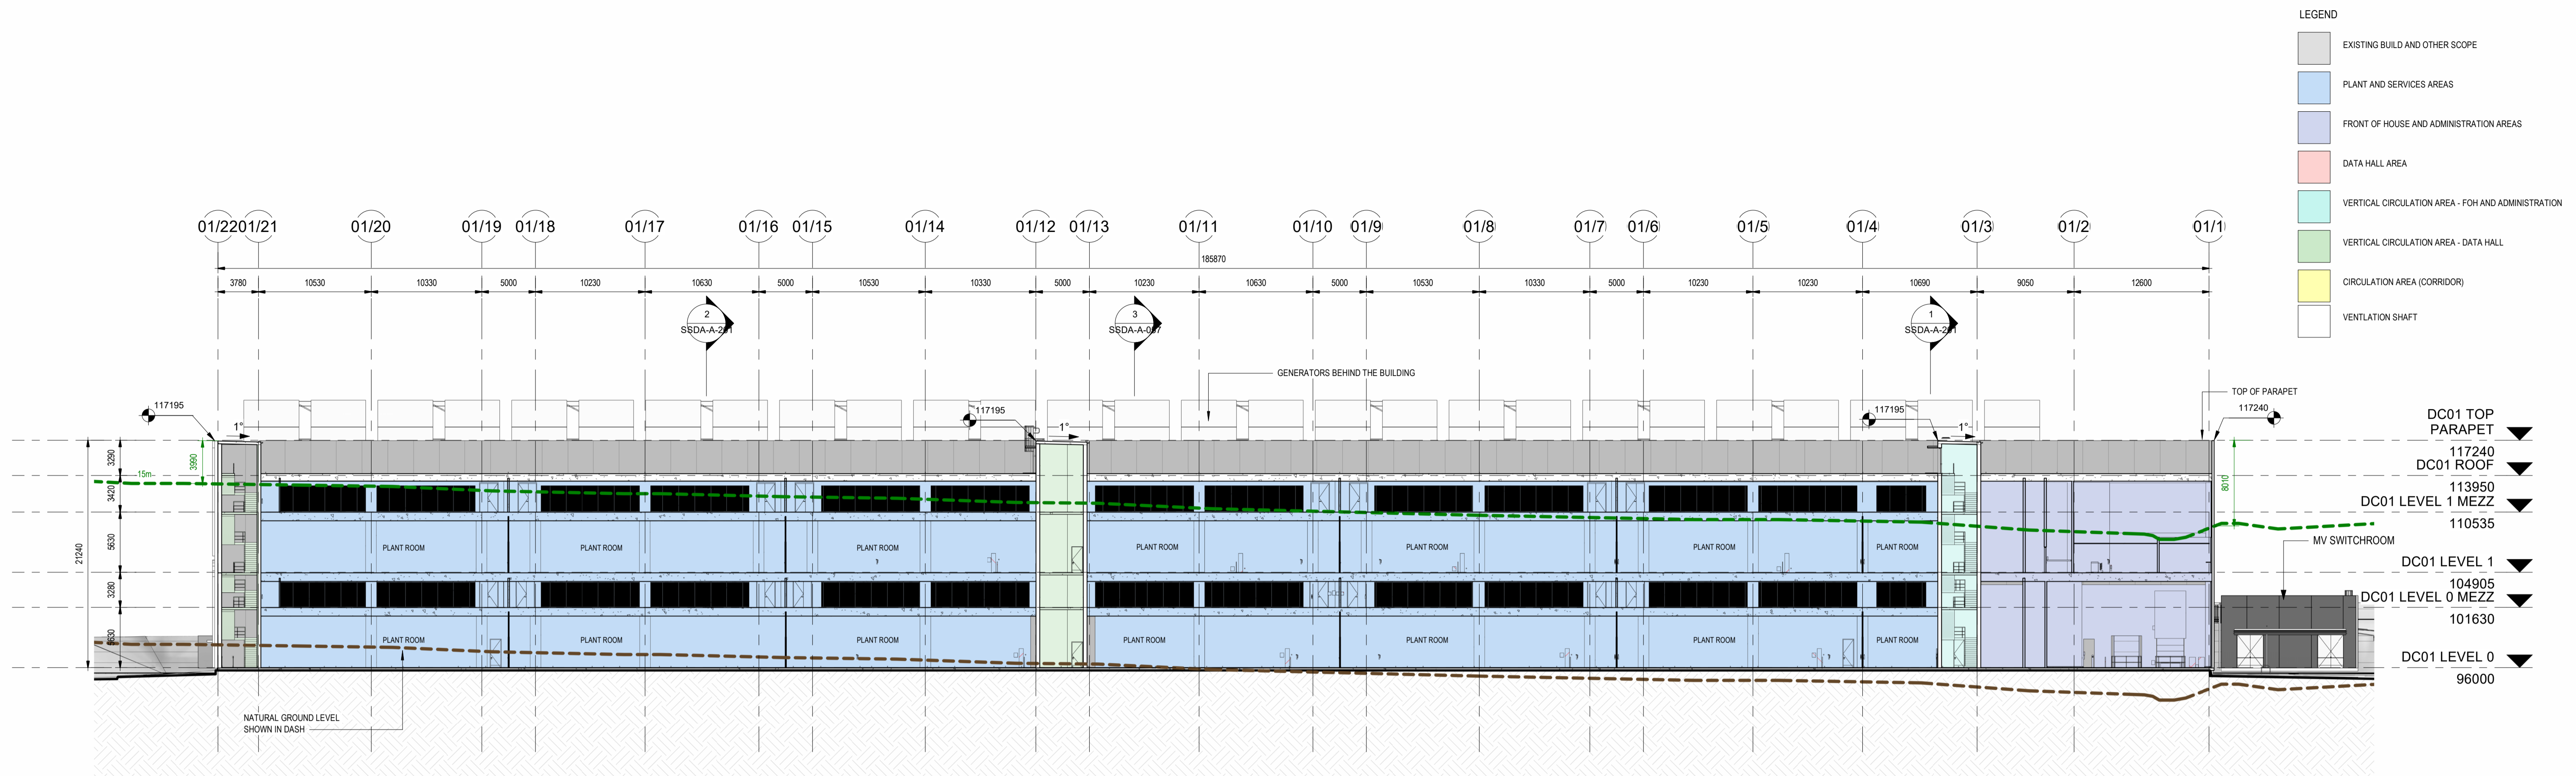 LEGEND
EXISTING BUILD AND OTHER SCOPE
PLANT AND SERVICES AREAS
FRONT OF HOUSE AND ADMINISTRATION AREAS
DATA HALL AREA
VERTICAL CIRCULATION AREA - FOH AND ADMINISTRATION
VERTICAL CIRCULATION AREA - DATA HALL
CIRCULATION AREA (CORRIDOR)
VENTLATION SHAFT
01/22 01/21 01/20 01/19 01/18 01/17 01/16 01/15 01/14 01/12 01/13 01/11 01/10 01/9 01/8 01/7 01/6 01/5 01/4 01/3 01/2 01/1
185870
3780 10530 10330 5000 10230 10630 5000 10530 10330 5000 10230 10630 5000 10530 10330 5000 10230 10230 10690 9050 12600
2 3 1
GENERATORS BEHIND THE BUILDING
TOP OF PARAPET
117195 117195 117195 117240
1° 1° 1°
DC01 TOP
PARAPET
117240
DC01 ROOF
113950
DC01 LEVEL 1 MEZZ
110535
DC01 LEVEL 1
104905
DC01 LEVEL 0 MEZZ
101630
DC01 LEVEL 0
96000
3290
3990
15m
3420
5630
21240
3280
5630
8010
MV SWITCHROOM
PLANT ROOM PLANT ROOM PLANT ROOM PLANT ROOM PLANT ROOM PLANT ROOM PLANT ROOM
PLANT ROOM PLANT ROOM PLANT ROOM PLANT ROOM PLANT ROOM PLANT ROOM PLANT ROOM
NATURAL GROUND LEVEL
SHOWN IN DASH